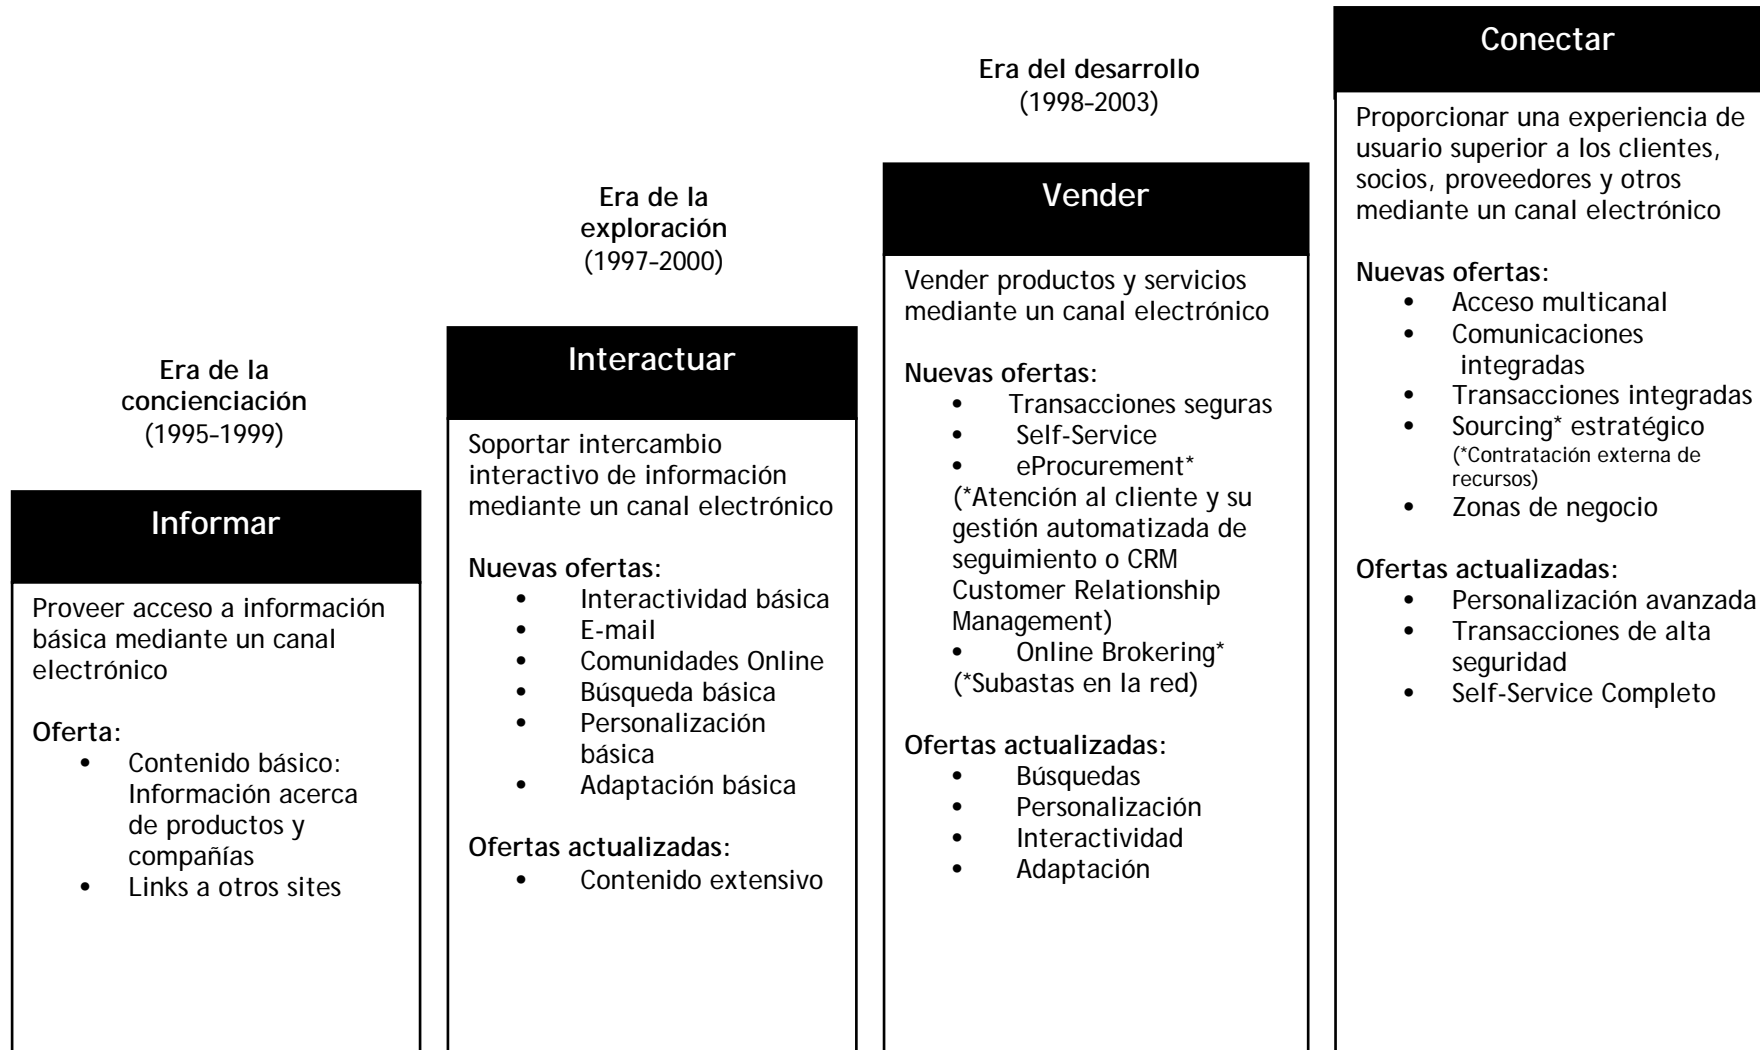 Era de la
concienciación
(1995–1999)
Informar
Proveer acceso a información
básica mediante un canal
electrónico
Oferta:
• Contenido básico:
Información acerca
de productos y
compañías
• Links a otros sites
Era de la
exploración
(1997–2000)
Interactuar
Soportar intercambio
interactivo de información
mediante un canal electrónico
Nuevas ofertas:
• Interactividad básica
• E-mail
• Comunidades Online
• Búsqueda básica
• Personalización
básica
• Adaptación básica
Ofertas actualizadas:
• Contenido extensivo
Era del desarrollo
(1998–2003)
Vender
Vender productos y servicios
mediante un canal electrónico
Nuevas ofertas:
• Transacciones seguras
• Self-Service
• eProcurement*
(*Atención al cliente y su
gestión automatizada de
seguimiento o CRM
Customer Relationship
Management)
• Online Brokering*
(*Subastas en la red)
Ofertas actualizadas:
• Búsquedas
• Personalización
• Interactividad
• Adaptación
Conectar
Proporcionar una experiencia de
usuario superior a los clientes,
socios, proveedores y otros
mediante un canal electrónico
Nuevas ofertas:
• Acceso multicanal
• Comunicaciones
integradas
• Transacciones integradas
• Sourcing* estratégico
(*Contratación externa de
recursos)
• Zonas de negocio
Ofertas actualizadas:
• Personalización avanzada
• Transacciones de alta
seguridad
• Self-Service Completo